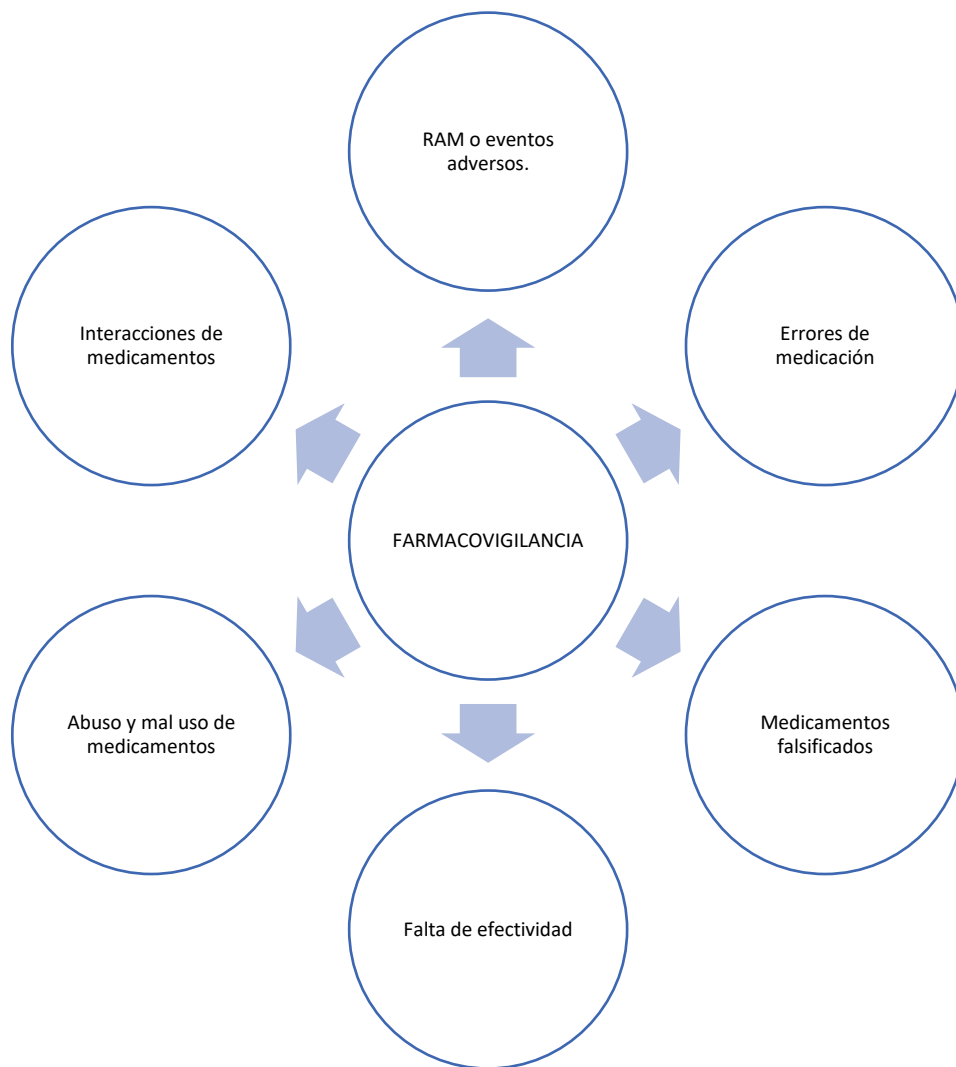 RAM o eventos
adversos.
Interacciones de
medicamentos
Errores de
medicación
FARMACOVIGILANCIA
Abuso y mal uso de
medicamentos
Medicamentos
falsificados
Falta de efectividad